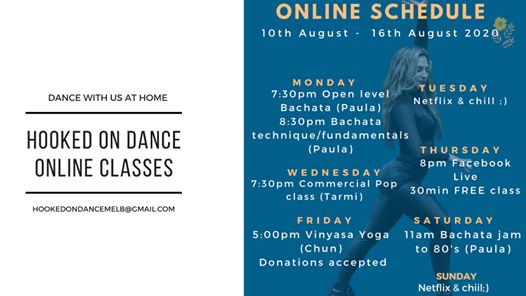 DANCE WITH US AT HOME
HOOKED ON DANCE
ONLINE CLASSES
HOOKEDONDANCEMELB@GMAIL.COM
ONLINE SCHEDULE
10th August - 16th August 2020
MONDAY
7:30pm Open level
Bachata (Paula)
8:30pm Bachata
technique/fundamentals
(Paula)
TUESDAY
Netflix & chill ;)
WEDNESDAY
7:30pm Commercial Pop
class (Tarmi)
THURSDAY
8pm Facebook
Live
30min FREE class
FRIDAY
5:00pm Vinyasa Yoga
(Chun)
Donations accepted
SATURDAY
11am Bachata jam
to 80's (Paula)
SUNDAY
Netflix & chiil;)